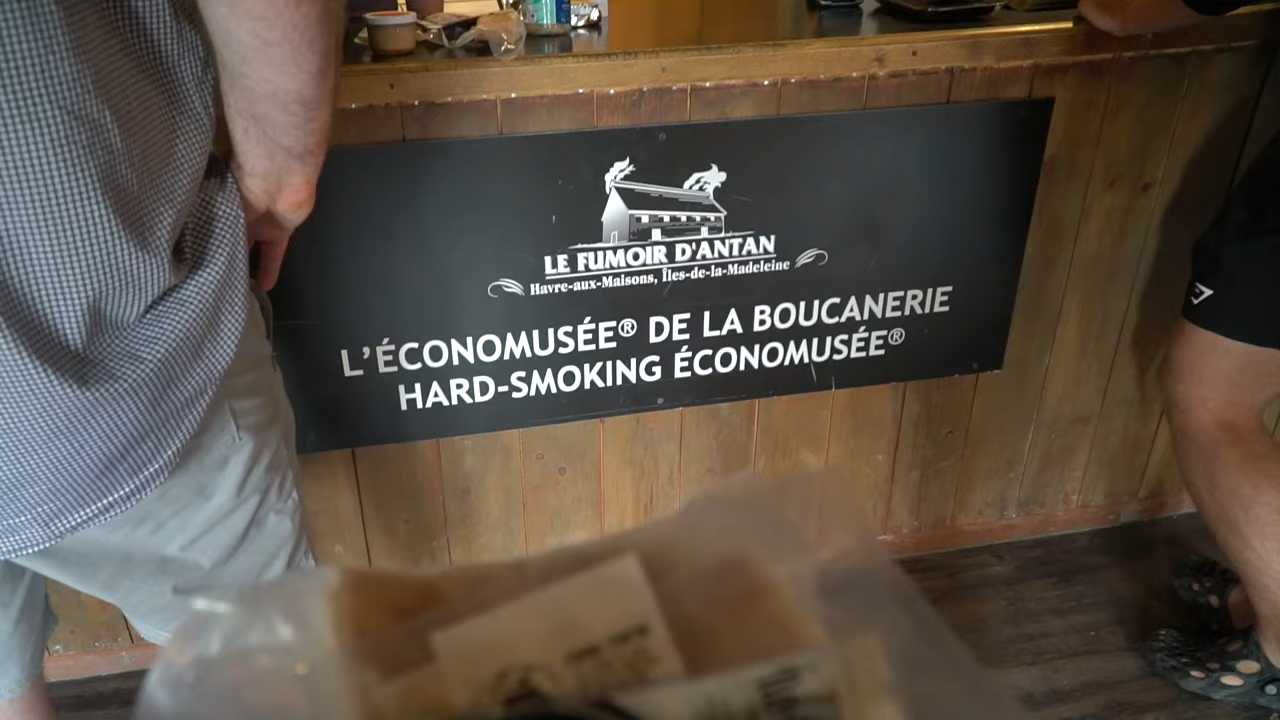 LE FUMOIR D'ANTAN
Havre-aux-Maisons, Îles-de-la-Madeleine
L'ÉCONOMUSÉE® DE LA BOUCANERIE
HARD-SMOKING ÉCONOMUSÉE®